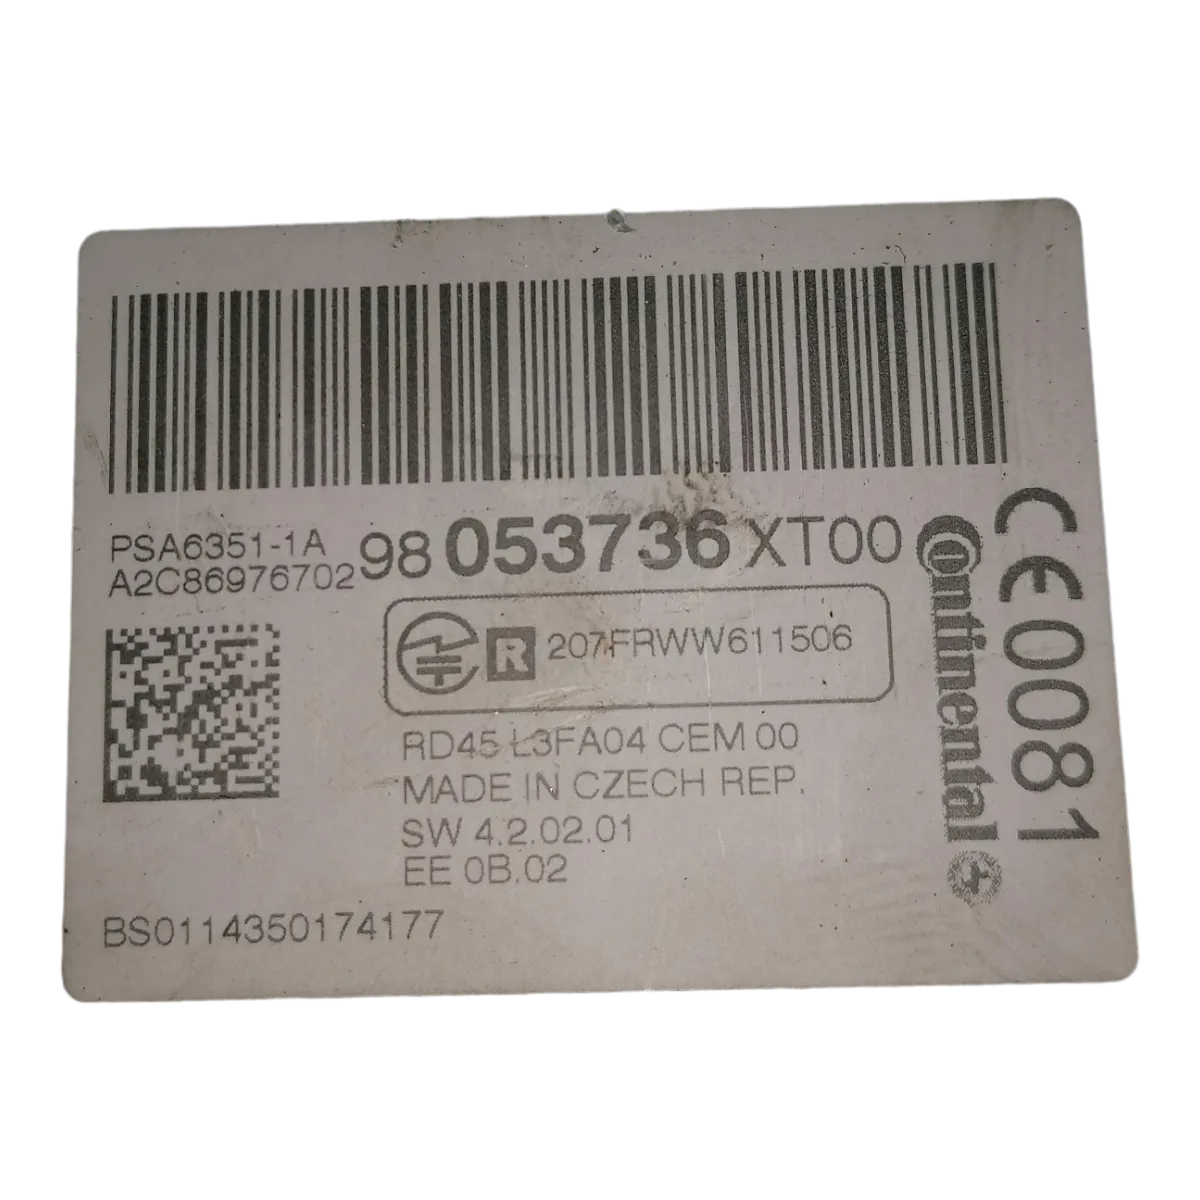 PSA6351-1A
A2C86976702
98 053736 XT00
R 207FRWW611506
RD45 L3FA04 CEM 00
MADE IN CZECH REP.
SW 4.2.02.01
EE 0B.02
BS0114350174177
Continental
CE0081